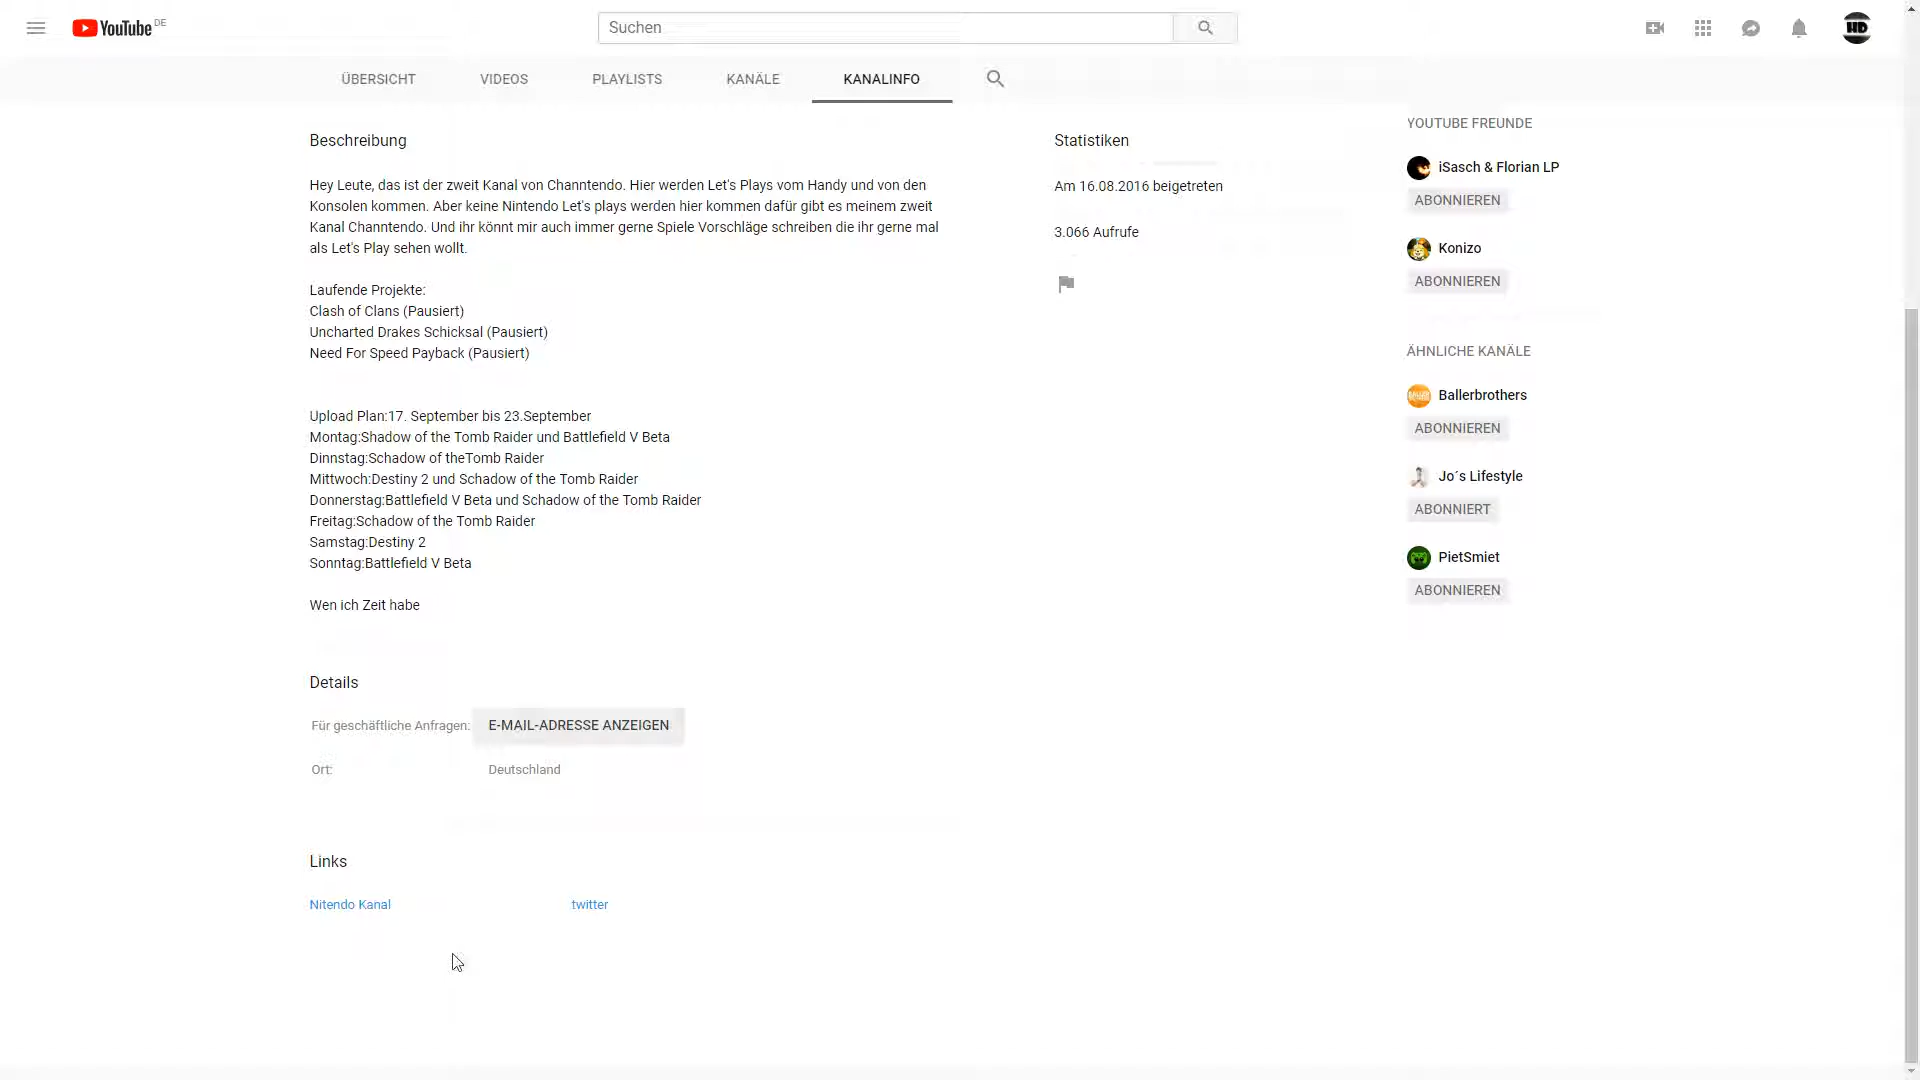 YouTube DE
Suchen
HD
ÜBERSICHT VIDEOS PLAYLISTS KANÄLE KANALINFO
Beschreibung
Hey Leute, das ist der zweit Kanal von Channtendo. Hier werden Let's Plays vom Handy und von den
Konsolen kommen. Aber keine Nintendo Let's plays werden hier kommen dafür gibt es meinem zweit
Kanal Channtendo. Und ihr könnt mir auch immer gerne Spiele Vorschläge schreiben die ihr gerne mal
als Let's Play sehen wollt.
Laufende Projekte:
Clash of Clans (Pausiert)
Uncharted Drakes Schicksal (Pausiert)
Need For Speed Payback (Pausiert)
Upload Plan:17. September bis 23.September
Montag:Shadow of the Tomb Raider und Battlefield V Beta
Dinnstag:Schadow of theTomb Raider
Mittwoch:Destiny 2 und Schadow of the Tomb Raider
Donnerstag:Battlefield V Beta und Schadow of the Tomb Raider
Freitag:Schadow of the Tomb Raider
Samstag:Destiny 2
Sonntag:Battlefield V Beta
Wen ich Zeit habe
Details
Für geschäftliche Anfragen: E-MAIL-ADRESSE ANZEIGEN
Ort: Deutschland
Links
Nitendo Kanal twitter
Statistiken
Am 16.08.2016 beigetreten
3.066 Aufrufe
YOUTUBE FREUNDE
iSasch & Florian LP
ABONNIEREN
Konizo
ABONNIEREN
ÄHNLICHE KANÄLE
Ballerbrothers
ABONNIEREN
Jo´s Lifestyle
ABONNIERT
PietSmiet
ABONNIEREN